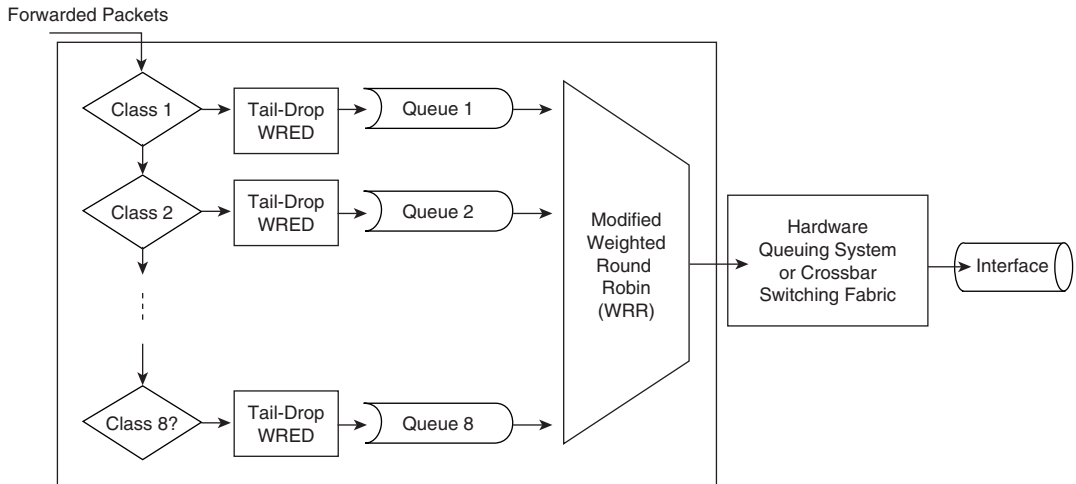 Forwarded Packets
Class 1
Tail-Drop
WRED
Queue 1
Class 2
Tail-Drop
WRED
Queue 2
Modified
Weighted
Round
Robin
(WRR)
Hardware
Queuing System
or Crossbar
Switching Fabric
Interface
Class 8?
Tail-Drop
WRED
Queue 8